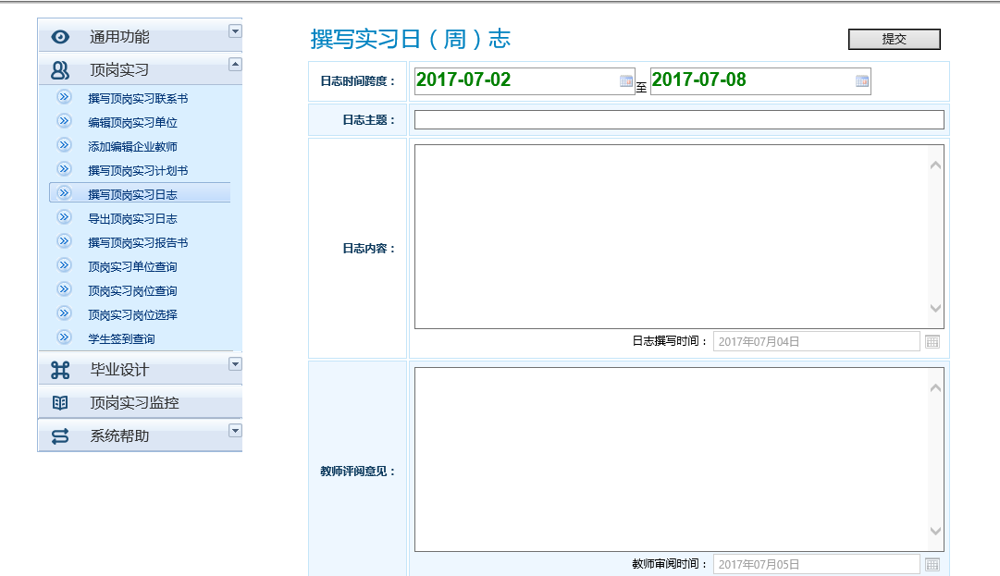 通用功能
顶岗实习
撰写顶岗实习联系书
编辑顶岗实习单位
添加编辑企业教师
撰写顶岗实习计划书
撰写顶岗实习日志
导出顶岗实习日志
撰写顶岗实习报告书
顶岗实习单位查询
顶岗实习岗位查询
顶岗实习岗位选择
学生签到查询
毕业设计
顶岗实习监控
系统帮助
撰写实习日（周）志
提交
日志时间跨度： 2017-07-02 至 2017-07-08
日志主题：
日志内容：
日志撰写时间： 2017年07月04日
教师评阅意见：
教师审阅时间： 2017年07月05日